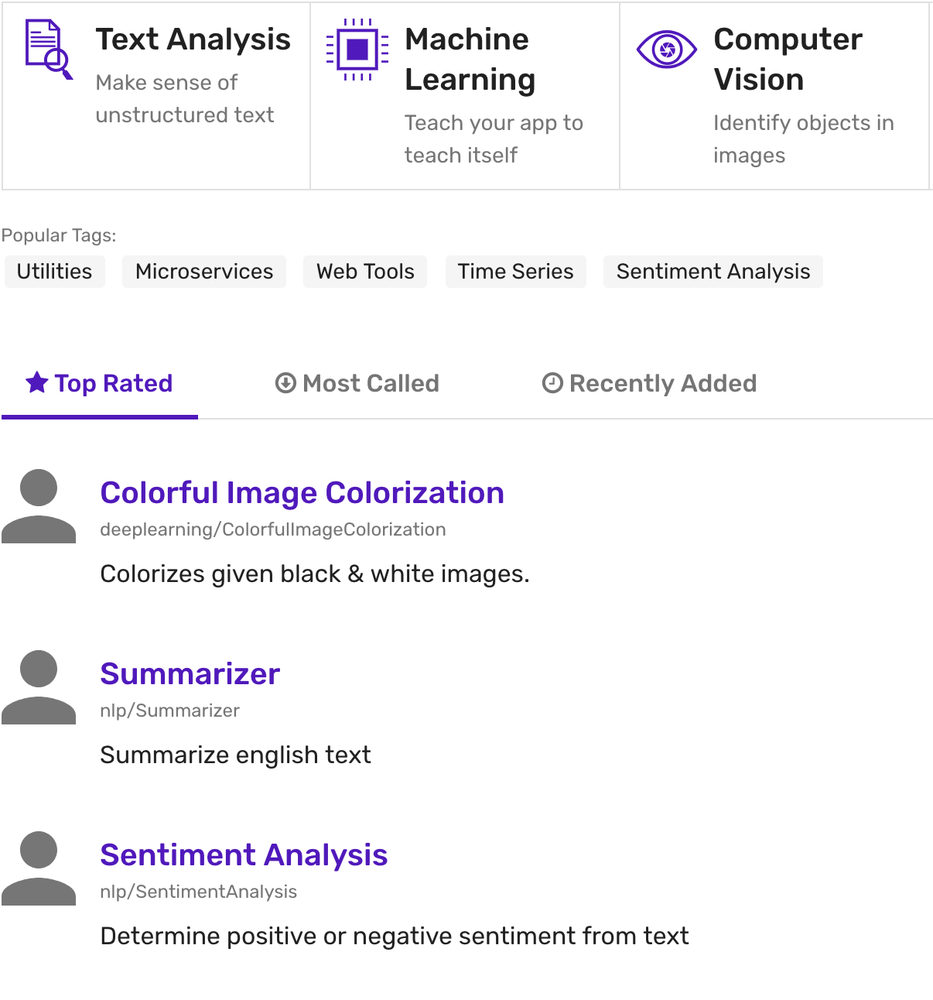 Text Analysis
Make sense of
unstructured text
Machine
Learning
Teach your app to
teach itself
Computer
Vision
Identify objects in
images
Popular Tags:
Utilities Microservices Web Tools Time Series Sentiment Analysis
Top Rated Most Called Recently Added
Colorful Image Colorization
deeplearning/ColorfulImageColorization
Colorizes given black & white images.
Summarizer
nlp/Summarizer
Summarize english text
Sentiment Analysis
nlp/SentimentAnalysis
Determine positive or negative sentiment from text